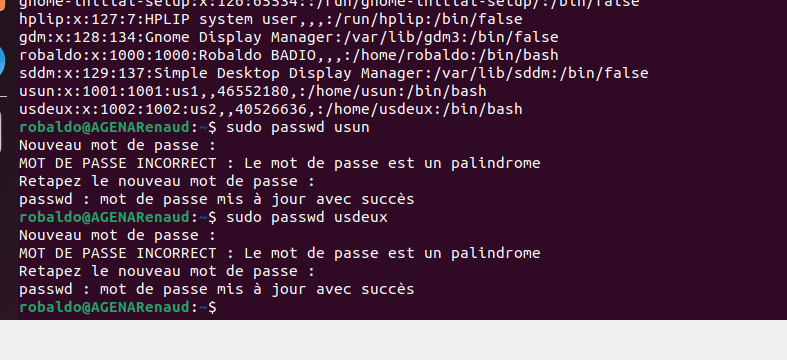 gnome-initial-setup:x:126:65534::/run/gnome-initial-setup/:/bin/false
hplip:x:127:7:HPLIP system user,,,:/run/hplip:/bin/false
gdm:x:128:134:Gnome Display Manager:/var/lib/gdm3:/bin/false
robaldo:x:1000:1000:Robaldo BADIO,,,:/home/robaldo:/bin/bash
sddm:x:129:137:Simple Desktop Display Manager:/var/lib/sddm:/bin/false
usun:x:1001:1001:us1,,46552180,:/home/usun:/bin/bash
usdeux:x:1002:1002:us2,,40526636,:/home/usdeux:/bin/bash
robaldo@AGENARenaud:~$ sudo passwd usun
Nouveau mot de passe :
MOT DE PASSE INCORRECT : Le mot de passe est un palindrome
Retapez le nouveau mot de passe :
passwd : mot de passe mis à jour avec succès
robaldo@AGENARenaud:~$ sudo passwd usdeux
Nouveau mot de passe :
MOT DE PASSE INCORRECT : Le mot de passe est un palindrome
Retapez le nouveau mot de passe :
passwd : mot de passe mis à jour avec succès
robaldo@AGENARenaud:~$